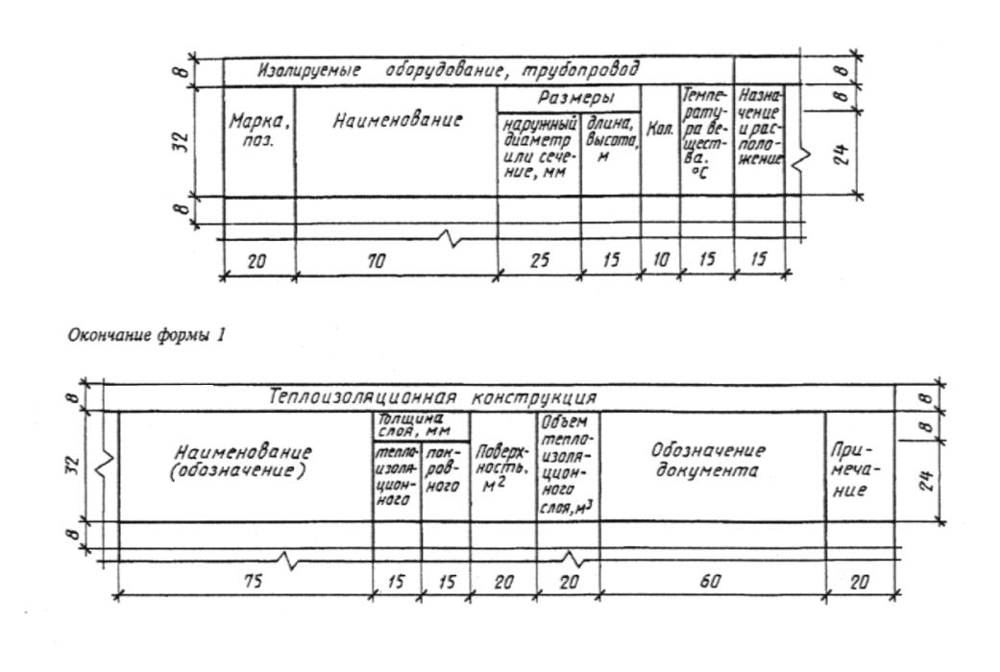 Изолируемые оборудование, трубопровод
Марка,
поз.
Наименование
Размеры
наружный
диаметр
или сече-
ние, мм
длина,
высота,
м
Кол.
Темпе-
рату-
ра ве-
щест-
ва,
°С
Назна-
чение
и рас-
поло-
жение
8
32
8
8
8
24
20
70
25
15
10
15
15
Окончание формы 1
Теплоизоляционная конструкция
Наименование
(обозначение)
Толщина
слоя, мм
тепло-
изоля-
цион-
ного
пок-
ров-
ного
Поверх-
ность,
м²
Объем
тепло-
изоля-
цион-
ного
слоя, м³
Обозначение
документа
При-
меча-
ние
8
32
8
8
8
24
75
15
15
20
20
60
20